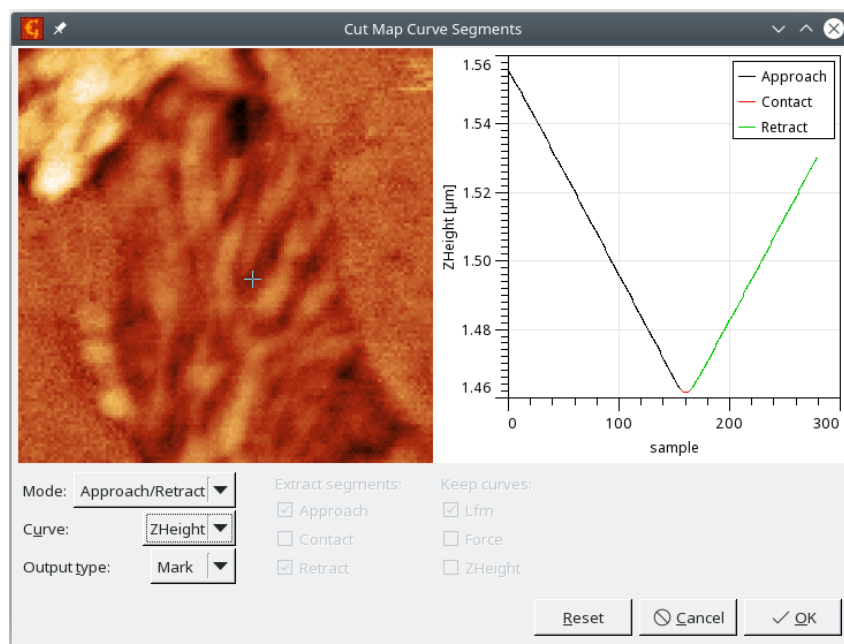 Cut Map Curve Segments
1.56
1.54
1.52
1.50
1.48
1.46
ZHeight [µm]
Approach
Contact
Retract
0
100
200
300
sample
Mode: Approach/Retract
Curve: ZHeight
Output type: Mark
Extract segments:
Approach
Contact
Retract
Keep curves:
Lfm
Force
ZHeight
Reset
Cancel
OK